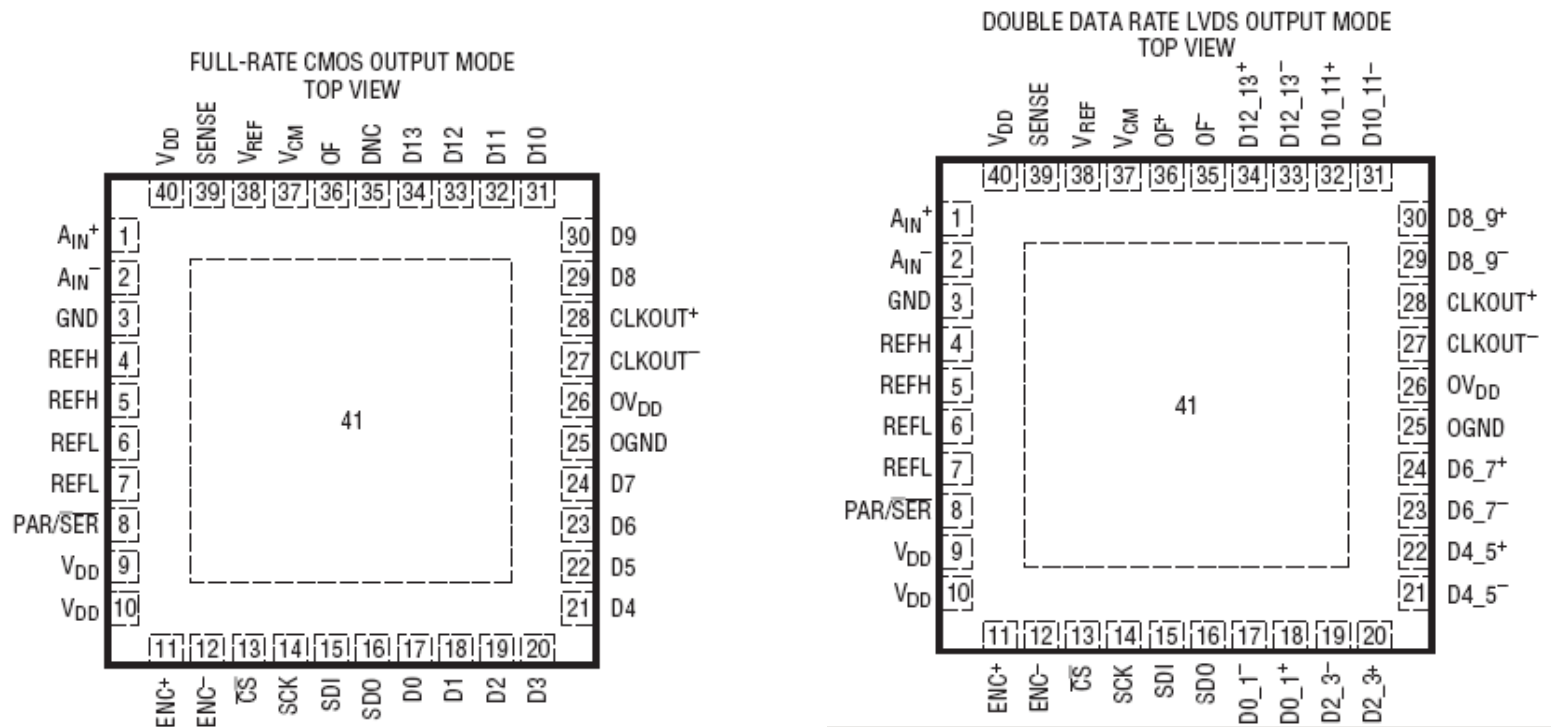 FULL-RATE CMOS OUTPUT MODE
TOP VIEW
VDD
SENSE
VREF
VCM
OF
DNC
D13
D12
D11
D10
40 39 38 37 36 35 34 33 32 31
AIN+ 1
AIN− 2
GND 3
REFH 4
REFH 5
REFL 6
REFL 7
PAR/S̅E̅R̅ 8
VDD 9
VDD 10
41
30 D9
29 D8
28 CLKOUT+
27 CLKOUT−
26 OVDD
25 OGND
24 D7
23 D6
22 D5
21 D4
11 12 13 14 15 16 17 18 19 20
ENC+
ENC-
C̅S̅
SCK
SDI
SDO
D0
D1
D2
D3
DOUBLE DATA RATE LVDS OUTPUT MODE
TOP VIEW
VDD
SENSE
VREF
VCM
OF+
OF−
D12_13+
D12_13−
D10_11+
D10_11−
40 39 38 37 36 35 34 33 32 31
AIN+ 1
AIN− 2
GND 3
REFH 4
REFH 5
REFL 6
REFL 7
PAR/S̅E̅R̅ 8
VDD 9
VDD 10
41
30 D8_9+
29 D8_9−
28 CLKOUT+
27 CLKOUT−
26 OVDD
25 OGND
24 D6_7+
23 D6_7−
22 D4_5+
21 D4_5−
11 12 13 14 15 16 17 18 19 20
ENC+
ENC-
C̅S̅
SCK
SDI
SDO
D0_1−
D0_1+
D2_3−
D2_3+